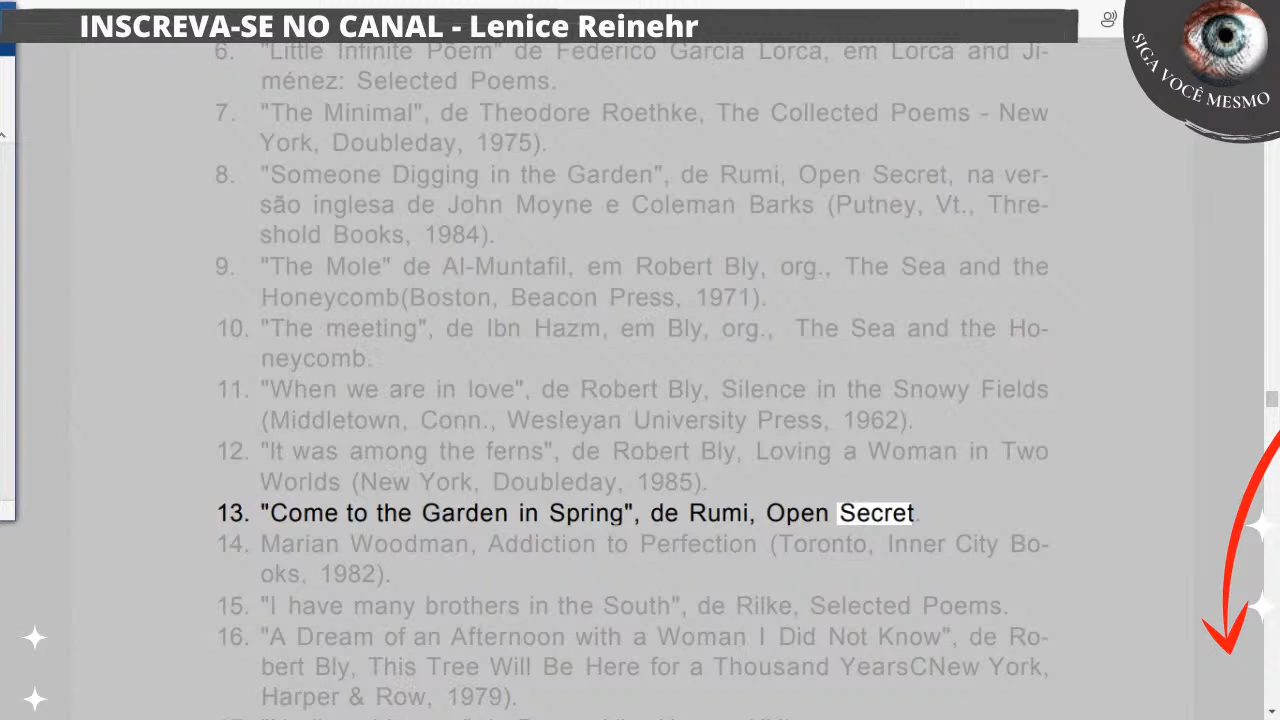 INSCREVA-SE NO CANAL - Lenice Reinehr
SIGA VOCÊ MESMO
6. "Little Infinite Poem" de Federico Garcia Lorca, em Lorca and Ji-
ménez: Selected Poems.
7. "The Minimal", de Theodore Roethke, The Collected Poems - New
York, Doubleday, 1975).
8. "Someone Digging in the Garden", de Rumi, Open Secret, na ver-
são inglesa de John Moyne e Coleman Barks (Putney, Vt., Thre-
shold Books, 1984).
9. "The Mole" de Al-Muntafil, em Robert Bly, org., The Sea and the
Honeycomb(Boston, Beacon Press, 1971).
10. "The meeting", de Ibn Hazm, em Bly, org., The Sea and the Ho-
neycomb.
11. "When we are in love", de Robert Bly, Silence in the Snowy Fields
(Middletown, Conn., Wesleyan University Press, 1962).
12. "It was among the ferns", de Robert Bly, Loving a Woman in Two
Worlds (New York, Doubleday, 1985).
13. "Come to the Garden in Spring", de Rumi, Open Secret.
14. Marian Woodman, Addiction to Perfection (Toronto, Inner City Bo-
oks, 1982).
15. "I have many brothers in the South", de Rilke, Selected Poems.
16. "A Dream of an Afternoon with a Woman I Did Not Know", de Ro-
bert Bly, This Tree Will Be Here for a Thousand YearsCNew York,
Harper & Row, 1979).